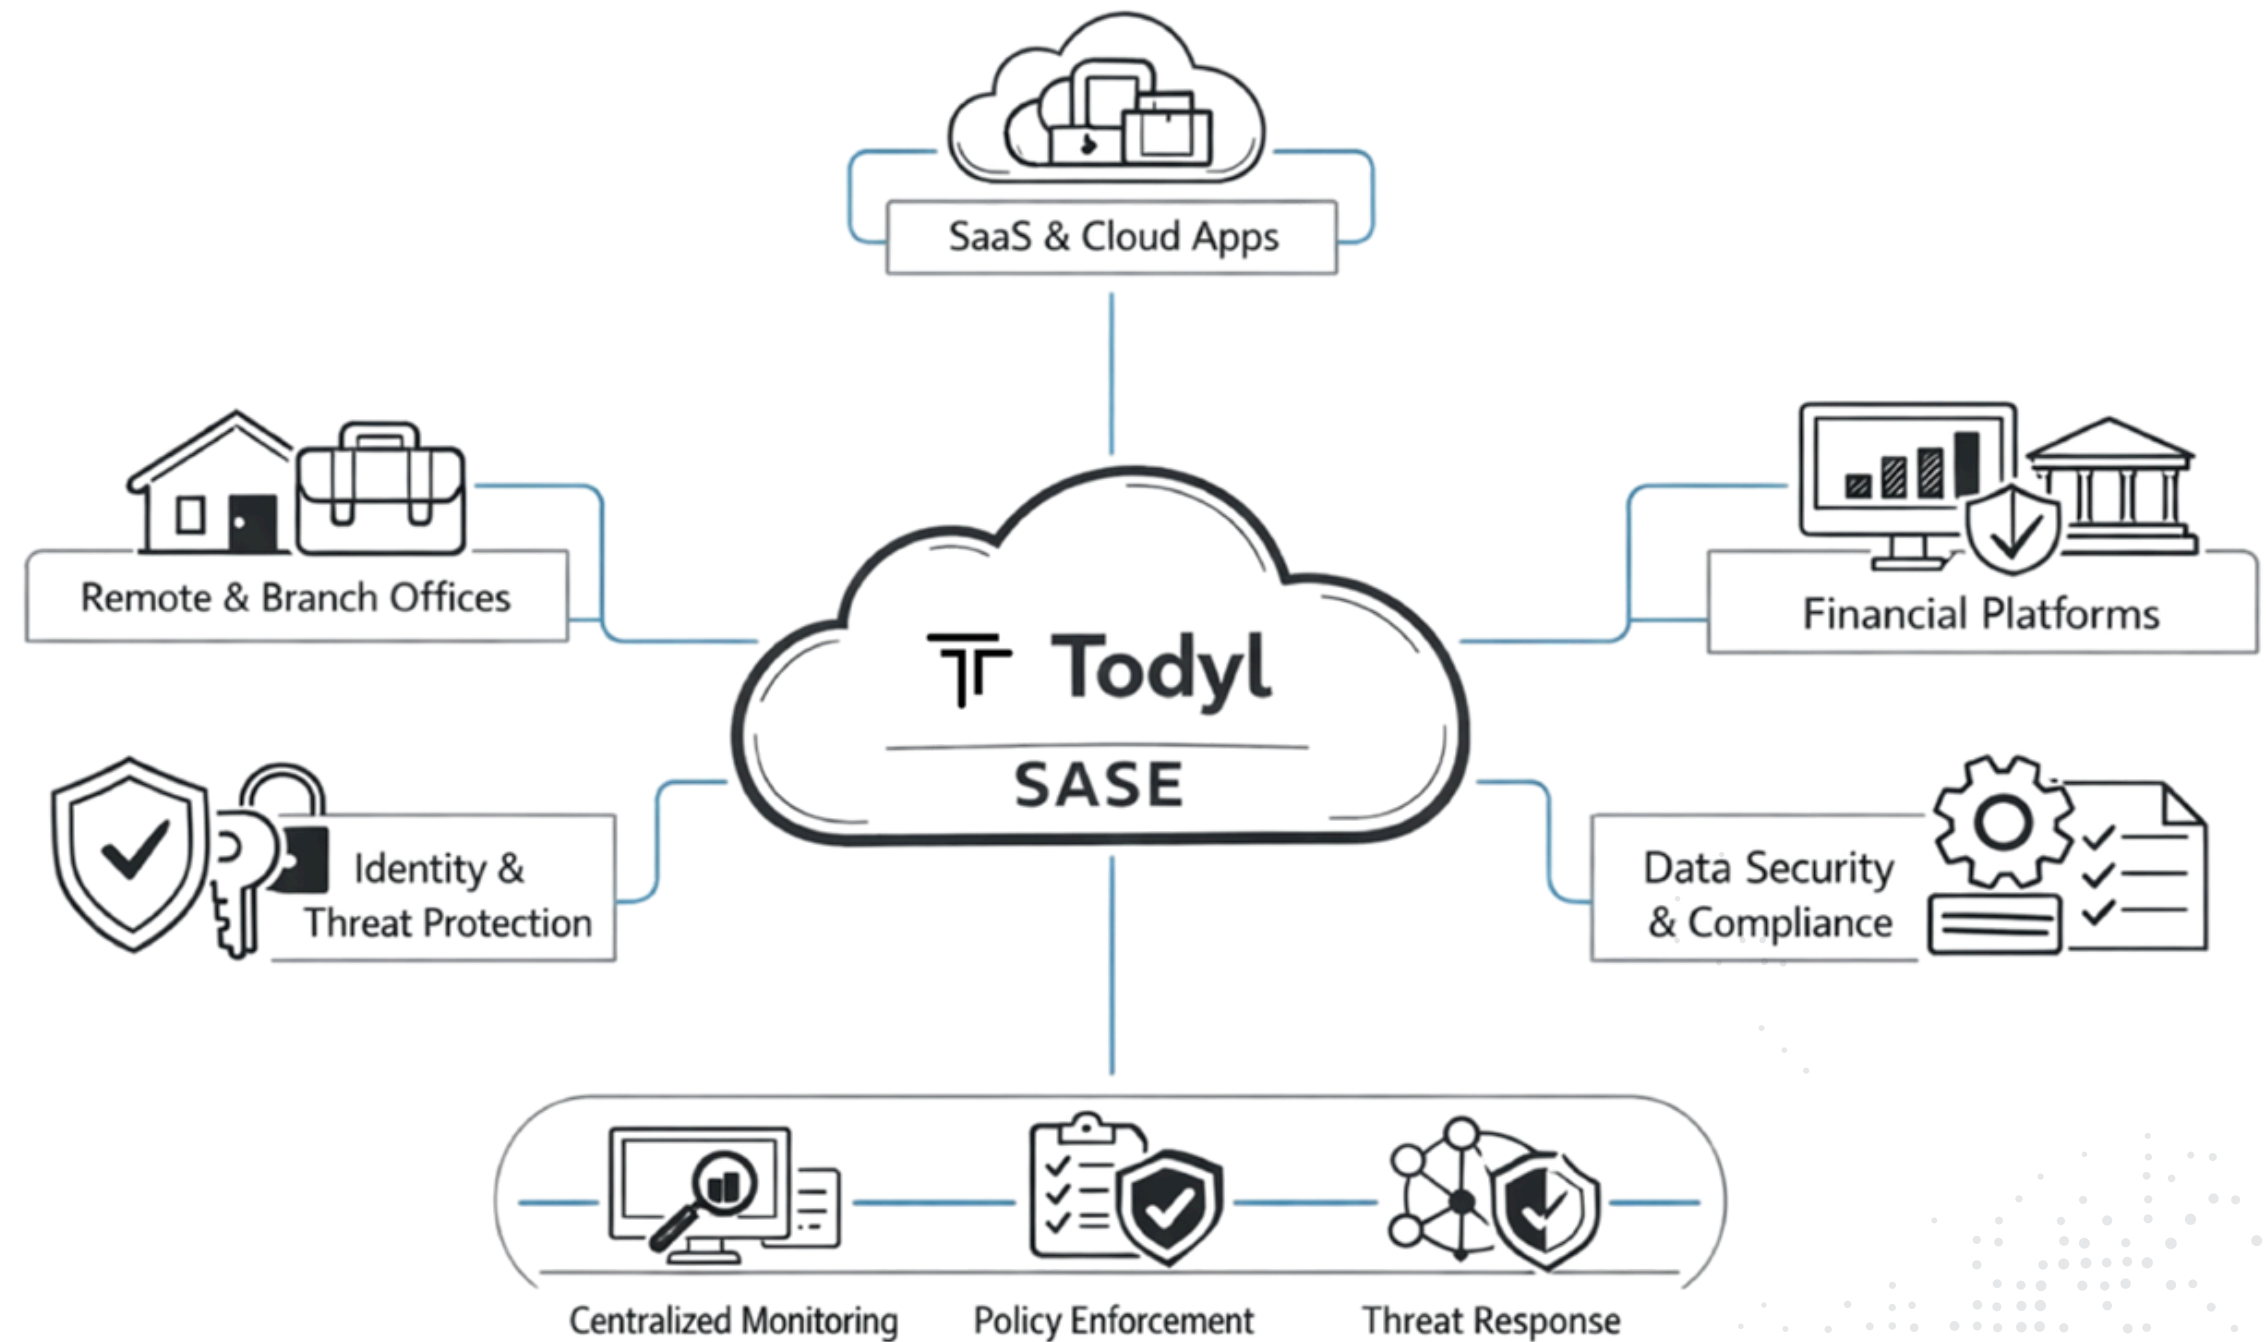 SaaS & Cloud Apps
Remote & Branch Offices
Financial Platforms
Todyl
SASE
Identity &
Threat Protection
Data Security
& Compliance
Centralized Monitoring
Policy Enforcement
Threat Response